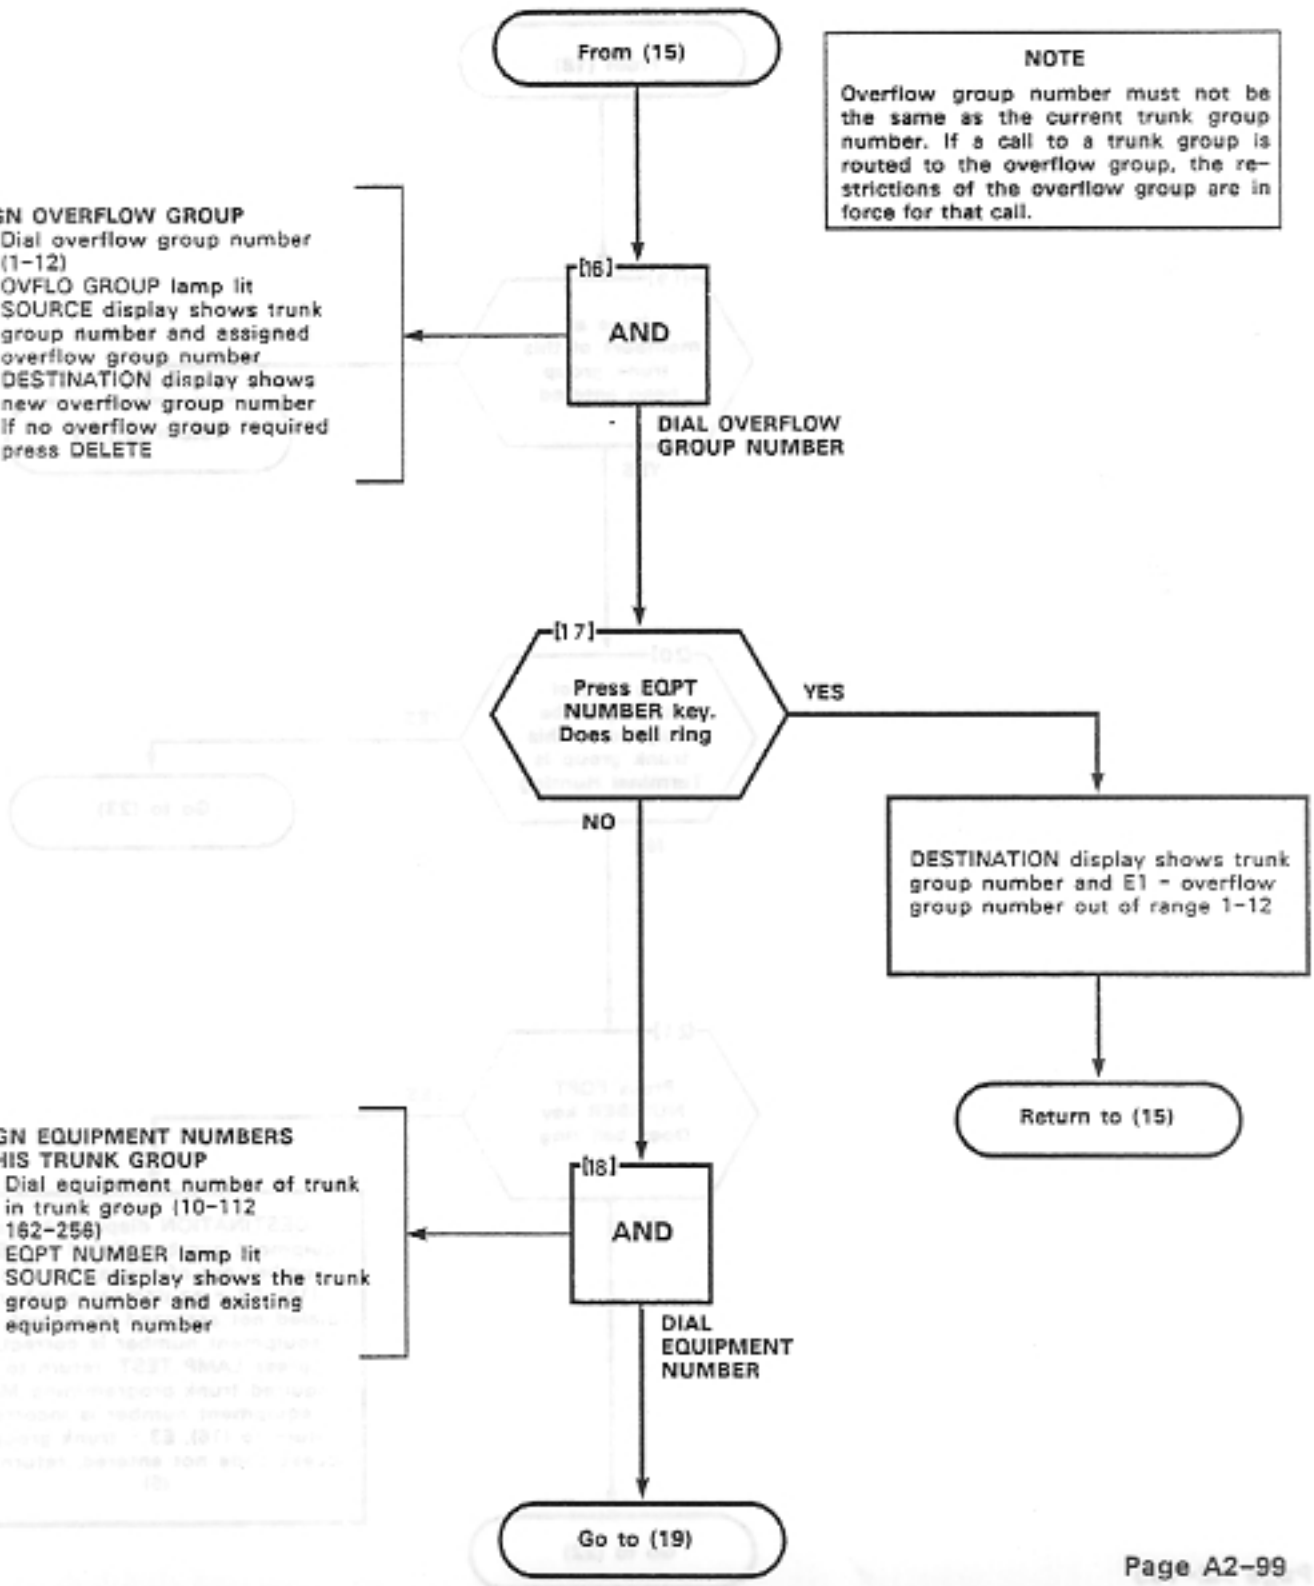 From (15)
NOTE
Overflow group number must not be
the same as the current trunk group
number. If a call to a trunk group is
routed to the overflow group, the re-
strictions of the overflow group are in
force for that call.
GN OVERFLOW GROUP
Dial overflow group number
(1-12)
OVFLO GROUP lamp lit
SOURCE display shows trunk
group number and assigned
overflow group number
DESTINATION display shows
new overflow group number
If no overflow group required
press DELETE
[16]
AND
DIAL OVERFLOW
GROUP NUMBER
[17]
Press EQPT
NUMBER key.
Does bell ring
YES
NO
DESTINATION display shows trunk
group number and E1 - overflow
group number out of range 1-12
Return to (15)
GN EQUIPMENT NUMBERS
HIS TRUNK GROUP
Dial equipment number of trunk
in trunk group (10-112
162-256)
EQPT NUMBER lamp lit
SOURCE display shows the trunk
group number and existing
equipment number
[18]
AND
DIAL
EQUIPMENT
NUMBER
Go to (19)
Page A2-99